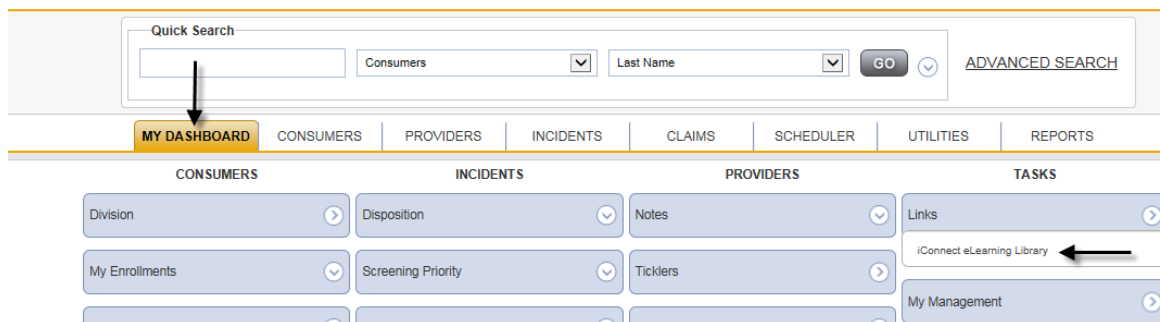 Quick Search
Consumers Last Name GO ADVANCED SEARCH
MY DASHBOARD CONSUMERS PROVIDERS INCIDENTS CLAIMS SCHEDULER UTILITIES REPORTS
CONSUMERS INCIDENTS PROVIDERS TASKS
Division Disposition Notes Links
iConnect eLearning Library
My Enrollments Screening Priority Ticklers
My Management